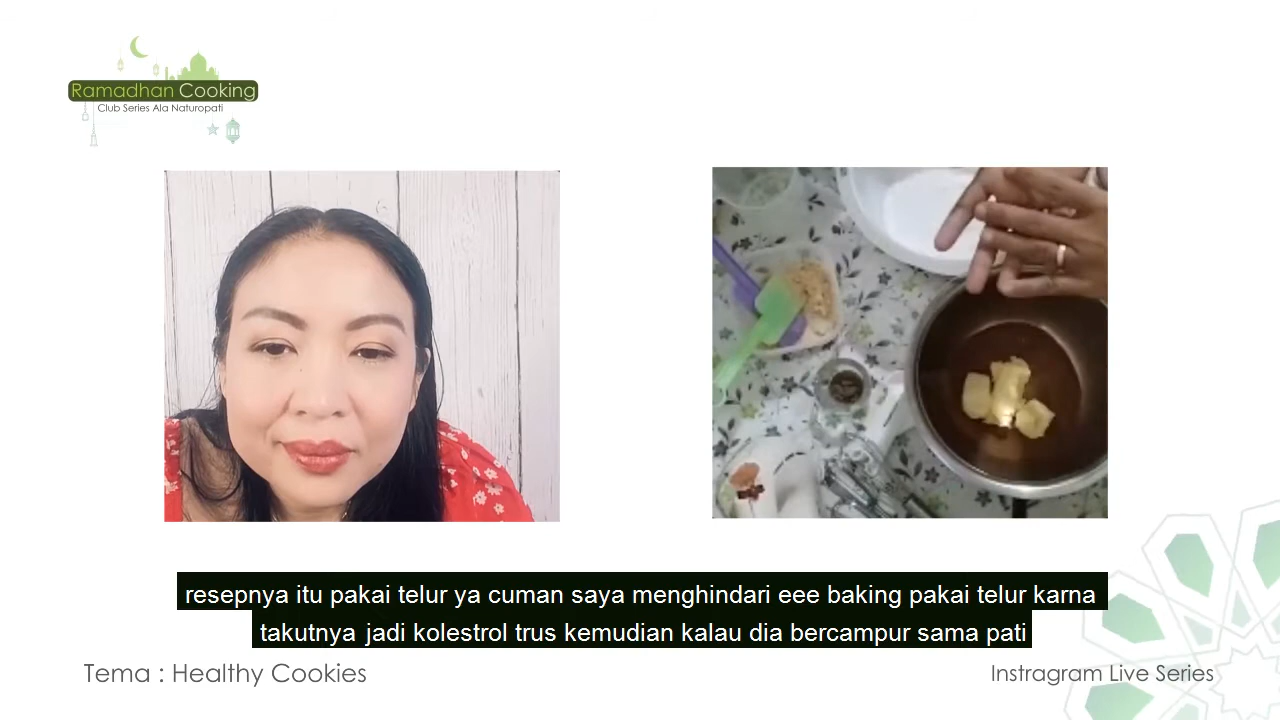 Ramadhan Cooking
Club Series Ala Naturopati
resepnya itu pakai telur ya cuman saya menghindari eee baking pakai telur karna
takutnya jadi kolestrol trus kemudian kalau dia bercampur sama pati
Tema : Healthy Cookies
Instragram Live Series